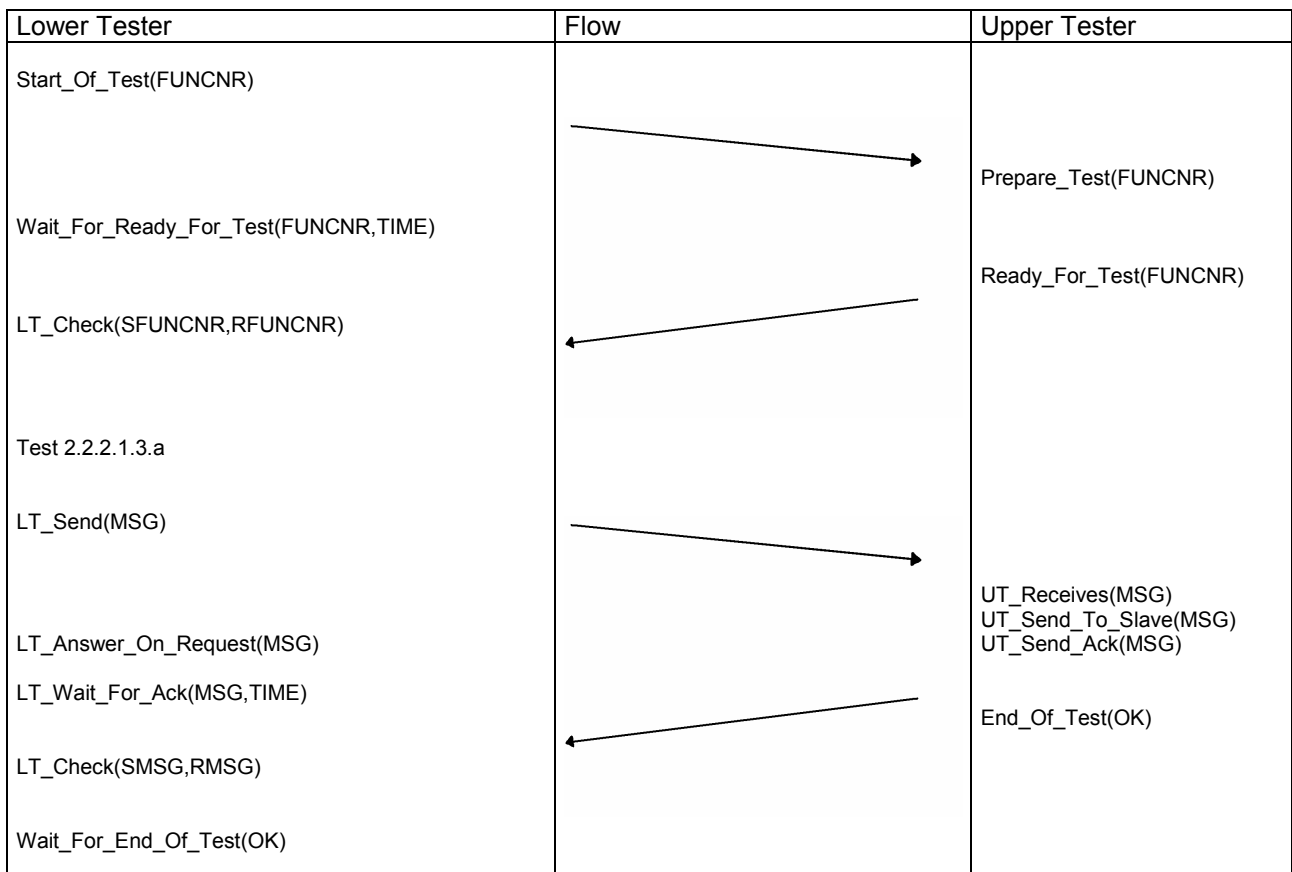 Lower Tester
Flow
Upper Tester
Start_Of_Test(FUNCNR)
Prepare_Test(FUNCNR)
Wait_For_Ready_For_Test(FUNCNR,TIME)
Ready_For_Test(FUNCNR)
LT_Check(SFUNCNR,RFUNCNR)
Test 2.2.2.1.3.a
LT_Send(MSG)
UT_Receives(MSG)
UT_Send_To_Slave(MSG)
LT_Answer_On_Request(MSG)
UT_Send_Ack(MSG)
LT_Wait_For_Ack(MSG,TIME)
End_Of_Test(OK)
LT_Check(SMSG,RMSG)
Wait_For_End_Of_Test(OK)